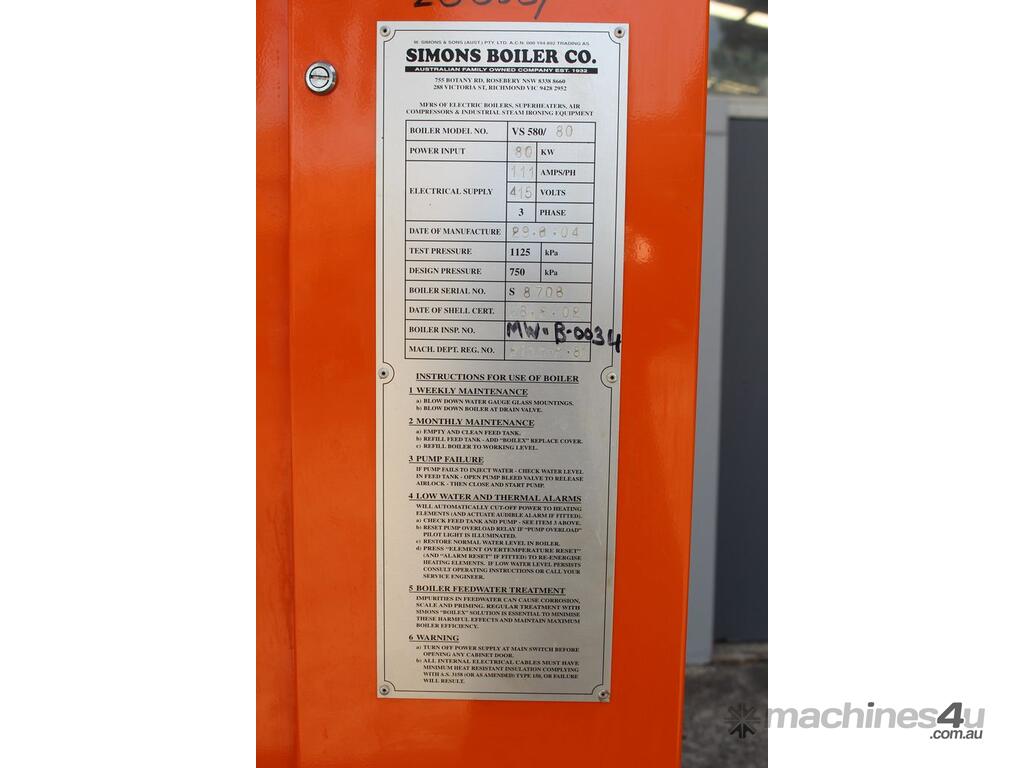 W. SIMONS & SONS (AUST.) PTY. LTD. A.C.N. 000 194 892 TRADING AS
SIMONS BOILER CO.
AUSTRALIAN FAMILY OWNED COMPANY EST. 1932
755 BOTANY RD, ROSEBERY NSW 8338 8660
288 VICTORIA ST, RICHMOND VIC 9428 2952
MFRS OF ELECTRIC BOILERS, SUPERHEATERS, AIR
COMPRESSORS & INDUSTRIAL STEAM IRONING EQUIPMENT
BOILER MODEL NO. VS 580/ 80
POWER INPUT 80 KW
ELECTRICAL SUPPLY 111 AMPS/PH
415 VOLTS
3 PHASE
DATE OF MANUFACTURE 29.8.04
TEST PRESSURE 1125 kPa
DESIGN PRESSURE 750 kPa
BOILER SERIAL NO. S 8708
DATE OF SHELL CERT.
BOILER INSP. NO. MW-B-0034
MACH. DEPT. REG. NO.
INSTRUCTIONS FOR USE OF BOILER
1 WEEKLY MAINTENANCE
a) BLOW DOWN WATER GAUGE GLASS MOUNTINGS.
b) BLOW DOWN BOILER AT DRAIN VALVE.
2 MONTHLY MAINTENANCE
a) EMPTY AND CLEAN FEED TANK.
b) REFILL FEED TANK - ADD "BOILEX" REPLACE COVER.
c) REFILL BOILER TO WORKING LEVEL.
3 PUMP FAILURE
IF PUMP FAILS TO INJECT WATER - CHECK WATER LEVEL
IN FEED TANK - OPEN PUMP BLEED VALVE TO RELEASE
AIRLOCK - THEN CLOSE AND START PUMP.
4 LOW WATER AND THERMAL ALARMS
WILL AUTOMATICALLY CUT-OFF POWER TO HEATING
ELEMENTS (AND ACTUATE AUDIBLE ALARM IF FITTED).
a) CHECK FEED TANK AND PUMP - SEE ITEM 3 ABOVE.
b) RESET PUMP OVERLOAD RELAY IF "PUMP OVERLOAD"
PILOT LIGHT IS ILLUMINATED.
c) RESTORE NORMAL WATER LEVEL IN BOILER.
d) PRESS "ELEMENT OVERTEMPERATURE RESET"
(AND "ALARM RESET" IF FITTED) TO RE-ENERGISE
HEATING ELEMENTS. IF LOW WATER LEVEL PERSISTS
CONSULT OPERATING INSTRUCTIONS OR CALL YOUR
SERVICE ENGINEER.
5 BOILER FEEDWATER TREATMENT
IMPURITIES IN FEEDWATER CAN CAUSE CORROSION,
SCALE AND PRIMING. REGULAR TREATMENT WITH
SIMONS "BOILEX" SOLUTION IS ESSENTIAL TO MINIMISE
THESE HARMFUL EFFECTS AND MAINTAIN MAXIMUM
BOILER EFFICIENCY.
6 WARNING
a) TURN OFF POWER SUPPLY AT MAIN SWITCH BEFORE
OPENING ANY CABINET DOOR.
b) ALL INTERNAL ELECTRICAL CABLES MUST HAVE
MINIMUM HEAT RESISTANT INSULATION COMPLYING
WITH A.S. 3158 (OR AS AMENDED) TYPE 150, OR FAILURE
WILL RESULT.
machines4u
.com.au